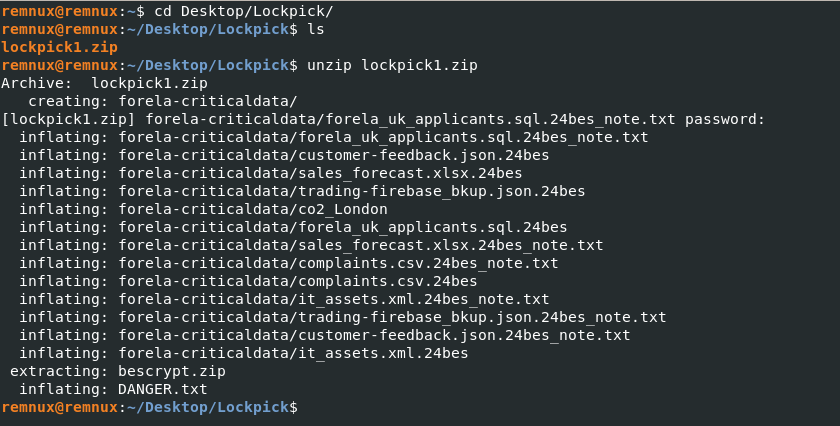 remnux@remnux:~$ cd Desktop/Lockpick/
remnux@remnux:~/Desktop/Lockpick$ ls
lockpick1.zip
remnux@remnux:~/Desktop/Lockpick$ unzip lockpick1.zip
Archive:  lockpick1.zip
   creating: forela-criticaldata/
[lockpick1.zip] forela-criticaldata/forela_uk_applicants.sql.24bes_note.txt password:
  inflating: forela-criticaldata/forela_uk_applicants.sql.24bes_note.txt
  inflating: forela-criticaldata/customer-feedback.json.24bes
  inflating: forela-criticaldata/sales_forecast.xlsx.24bes
  inflating: forela-criticaldata/trading-firebase_bkup.json.24bes
  inflating: forela-criticaldata/co2_London
  inflating: forela-criticaldata/forela_uk_applicants.sql.24bes
  inflating: forela-criticaldata/sales_forecast.xlsx.24bes_note.txt
  inflating: forela-criticaldata/complaints.csv.24bes_note.txt
  inflating: forela-criticaldata/complaints.csv.24bes
  inflating: forela-criticaldata/it_assets.xml.24bes_note.txt
  inflating: forela-criticaldata/trading-firebase_bkup.json.24bes_note.txt
  inflating: forela-criticaldata/customer-feedback.json.24bes_note.txt
  inflating: forela-criticaldata/it_assets.xml.24bes
 extracting: bescrypt.zip
  inflating: DANGER.txt
remnux@remnux:~/Desktop/Lockpick$